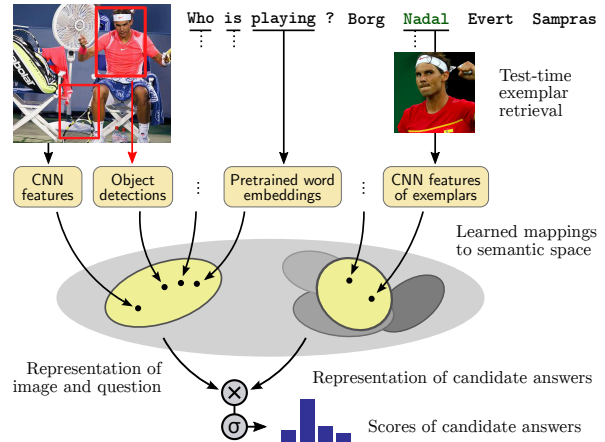 Who is playing ? Borg Nadal Evert Sampras
Test-time
exemplar
retrieval
CNN
features
Object
detections
Pretrained word
embeddings
CNN features
of exemplars
Learned mappings
to semantic space
Representation of
image and question
Representation of candidate answers
×
σ
Scores of candidate answers